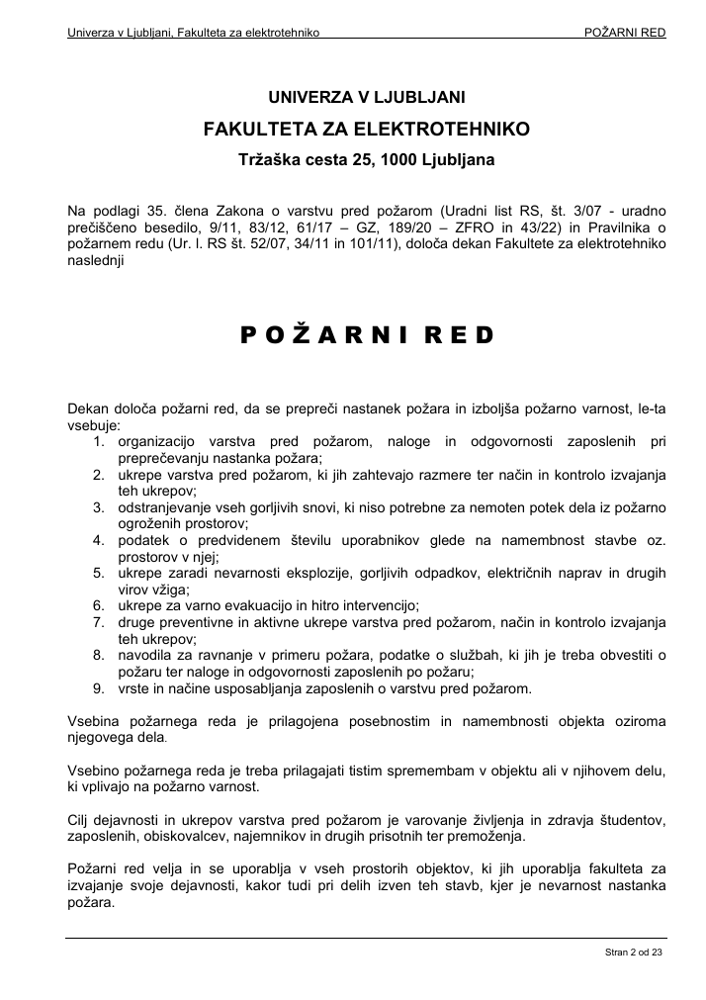 Univerza v Ljubljani, Fakulteta za elektrotehniko POŽARNI RED
UNIVERZA V LJUBLJANI
FAKULTETA ZA ELEKTROTEHNIKO
Tržaška cesta 25, 1000 Ljubljana
Na podlagi 35. člena Zakona o varstvu pred požarom (Uradni list RS, št. 3/07 - uradno
prečiščeno besedilo, 9/11, 83/12, 61/17 – GZ, 189/20 – ZFRO in 43/22) in Pravilnika o
požarnem redu (Ur. l. RS št. 52/07, 34/11 in 101/11), določa dekan Fakultete za elektrotehniko
naslednji
P O Ž A R N I R E D
Dekan določa požarni red, da se prepreči nastanek požara in izboljša požarno varnost, le-ta
vsebuje:
1. organizacijo varstva pred požarom, naloge in odgovornosti zaposlenih pri
preprečevanju nastanka požara;
2. ukrepe varstva pred požarom, ki jih zahtevajo razmere ter način in kontrolo izvajanja
teh ukrepov;
3. odstranjevanje vseh gorljivih snovi, ki niso potrebne za nemoten potek dela iz požarno
ogroženih prostorov;
4. podatek o predvidenem številu uporabnikov glede na namembnost stavbe oz.
prostorov v njej;
5. ukrepe zaradi nevarnosti eksplozije, gorljivih odpadkov, električnih naprav in drugih
virov vžiga;
6. ukrepe za varno evakuacijo in hitro intervencijo;
7. druge preventivne in aktivne ukrepe varstva pred požarom, način in kontrolo izvajanja
teh ukrepov;
8. navodila za ravnanje v primeru požara, podatke o službah, ki jih je treba obvestiti o
požaru ter naloge in odgovornosti zaposlenih po požaru;
9. vrste in načine usposabljanja zaposlenih o varstvu pred požarom.
Vsebina požarnega reda je prilagojena posebnostim in namembnosti objekta oziroma
njegovega dela.
Vsebino požarnega reda je treba prilagajati tistim spremembam v objektu ali v njihovem delu,
ki vplivajo na požarno varnost.
Cilj dejavnosti in ukrepov varstva pred požarom je varovanje življenja in zdravja študentov,
zaposlenih, obiskovalcev, najemnikov in drugih prisotnih ter premoženja.
Požarni red velja in se uporablja v vseh prostorih objektov, ki jih uporablja fakulteta za
izvajanje svoje dejavnosti, kakor tudi pri delih izven teh stavb, kjer je nevarnost nastanka
požara.
Stran 2 od 23